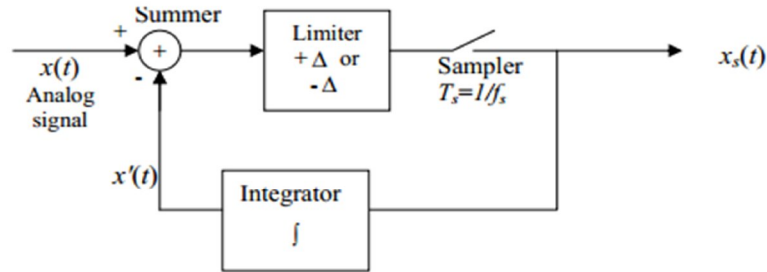 Summer
+
+
-
x(t)
Analog
signal
Limiter
+ Δ or
- Δ
Sampler
Tₛ=1/fₛ
xₛ(t)
x'(t)
Integrator
∫